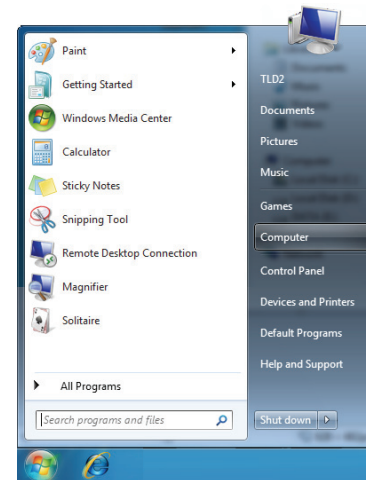 Paint
Getting Started
Windows Media Center
Calculator
Sticky Notes
Snipping Tool
Remote Desktop Connection
Magnifier
Solitaire
All Programs
Search programs and files
TLD2
Documents
Pictures
Music
Games
Computer
Control Panel
Devices and Printers
Default Programs
Help and Support
Shut down